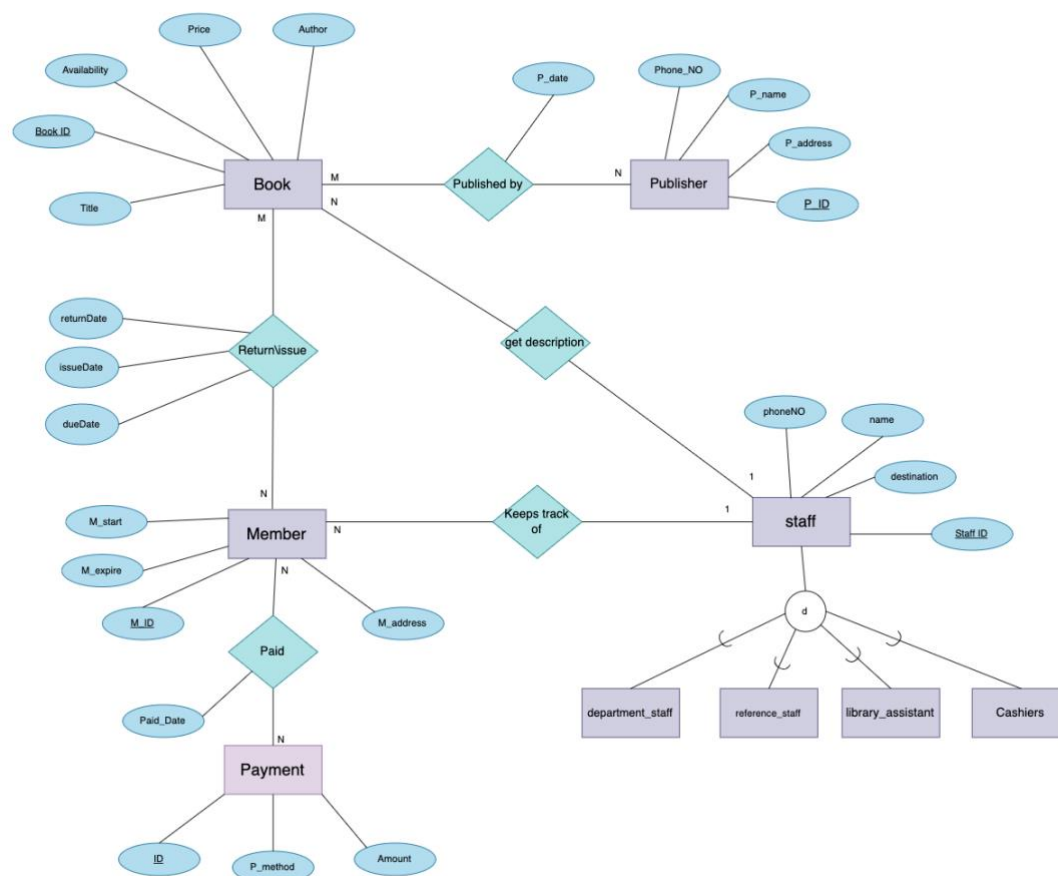 Price
Author
Availability
P_date
Phone_NO
P_name
Book ID
P_address
Book
M
Published by
N
Publisher
Title
N
P_ID
M
returnDate
Return\issue
get description
issueDate
dueDate
phoneNO
name
destination
1
N
M_start
Member
N
Keeps track
of
1
staff
Staff ID
M_expire
N
M_ID
M_address
d
Paid
Paid_Date
department_staff
reference_staff
library_assistant
Cashiers
N
Payment
ID
P_method
Amount